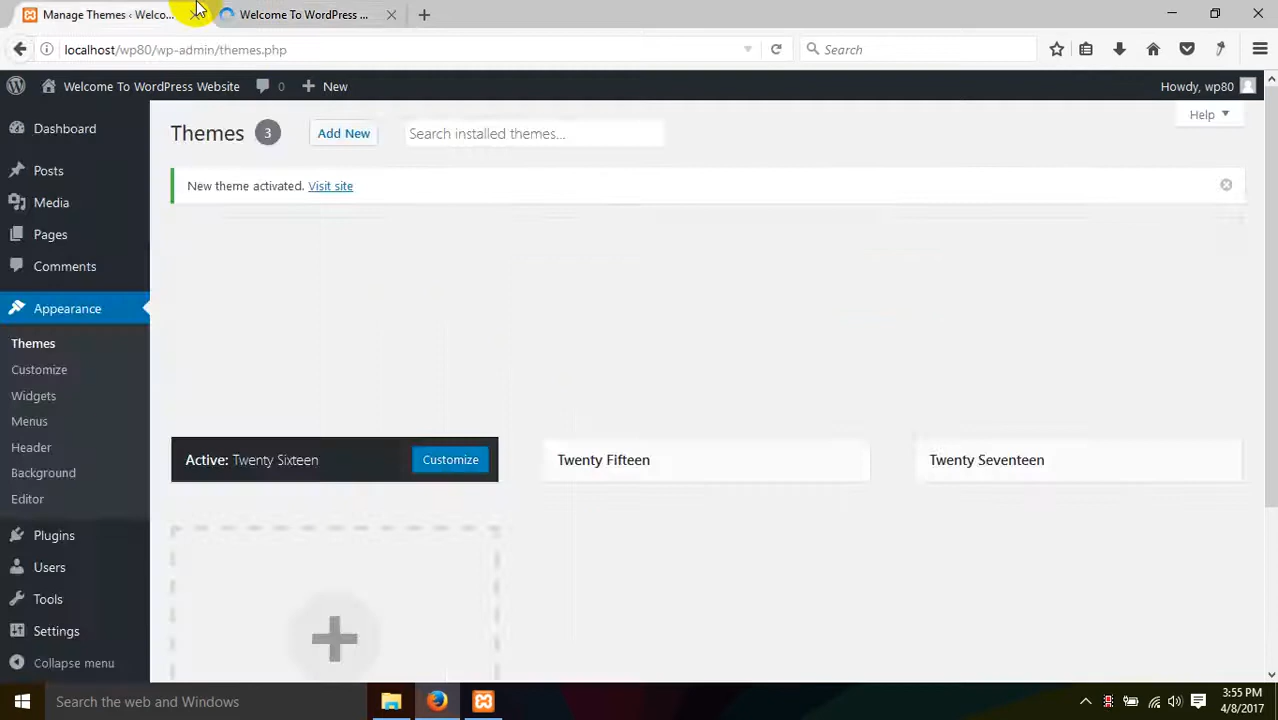 Manage Themes ‹ Welco...
Welcome To WordPress ...
localhost/wp80/wp-admin/themes.php
Search
Welcome To WordPress Website
0
New
Howdy, wp80
Dashboard
Posts
Media
Pages
Comments
Appearance
Themes
Customize
Widgets
Menus
Header
Background
Editor
Plugins
Users
Tools
Settings
Collapse menu
Themes 3
Add New
Search installed themes...
Help
New theme activated. Visit site
Active: Twenty Sixteen
Customize
Twenty Fifteen
Twenty Seventeen
Search the web and Windows
3:55 PM
4/8/2017